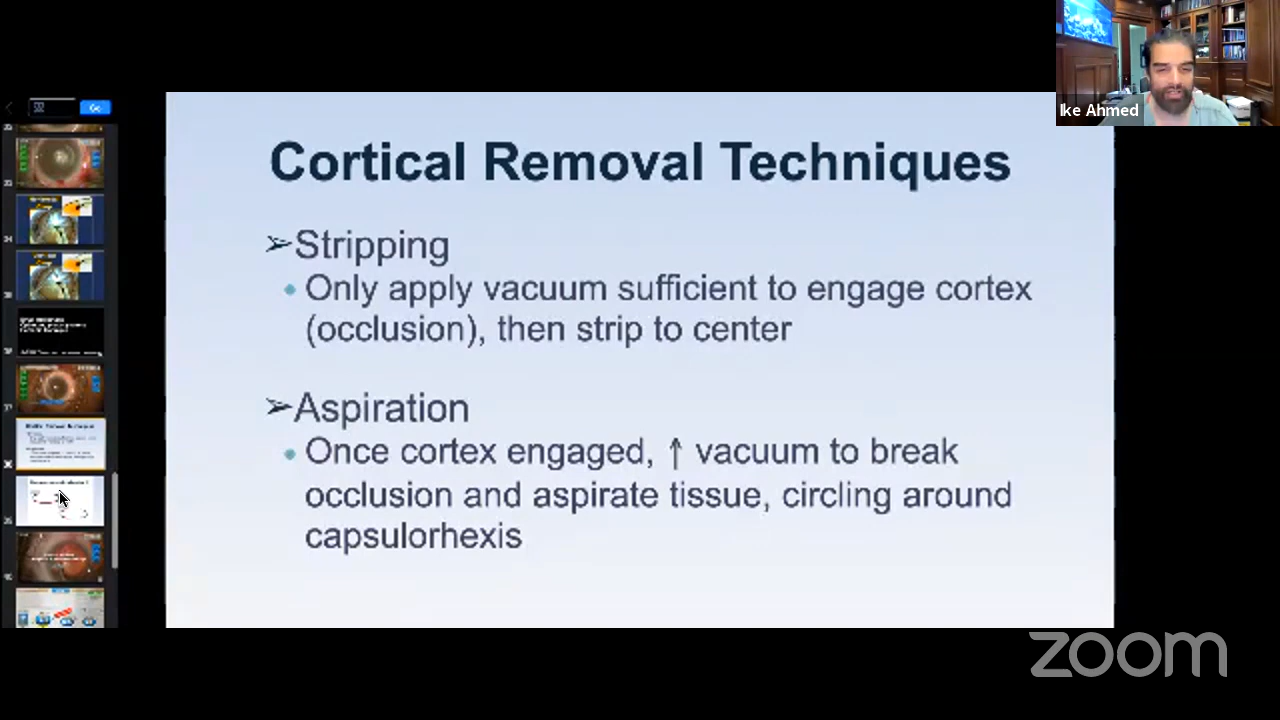 Ike Ahmed
Cortical Removal Techniques
➢Stripping
• Only apply vacuum sufficient to engage cortex
(occlusion), then strip to center
➢Aspiration
• Once cortex engaged, ↑ vacuum to break
occlusion and aspirate tissue, circling around
capsulorhexis
zoom